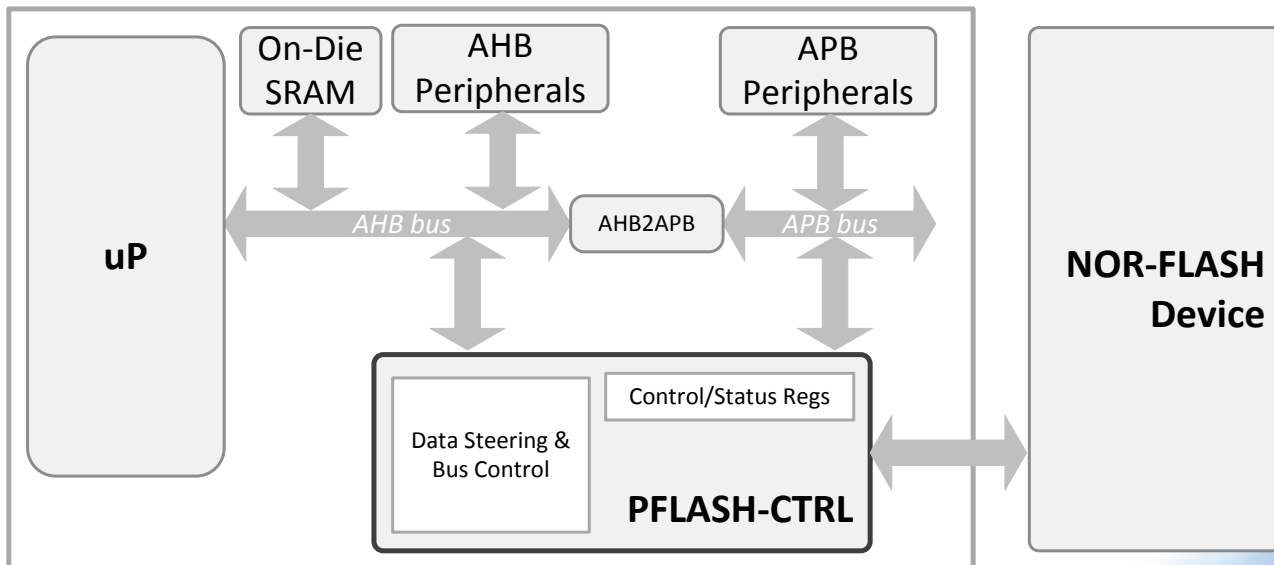 On-Die
SRAM
AHB
Peripherals
APB
Peripherals
uP
AHB bus
AHB2APB
APB bus
NOR-FLASH
Device
Control/Status Regs
Data Steering &
Bus Control
PFLASH-CTRL